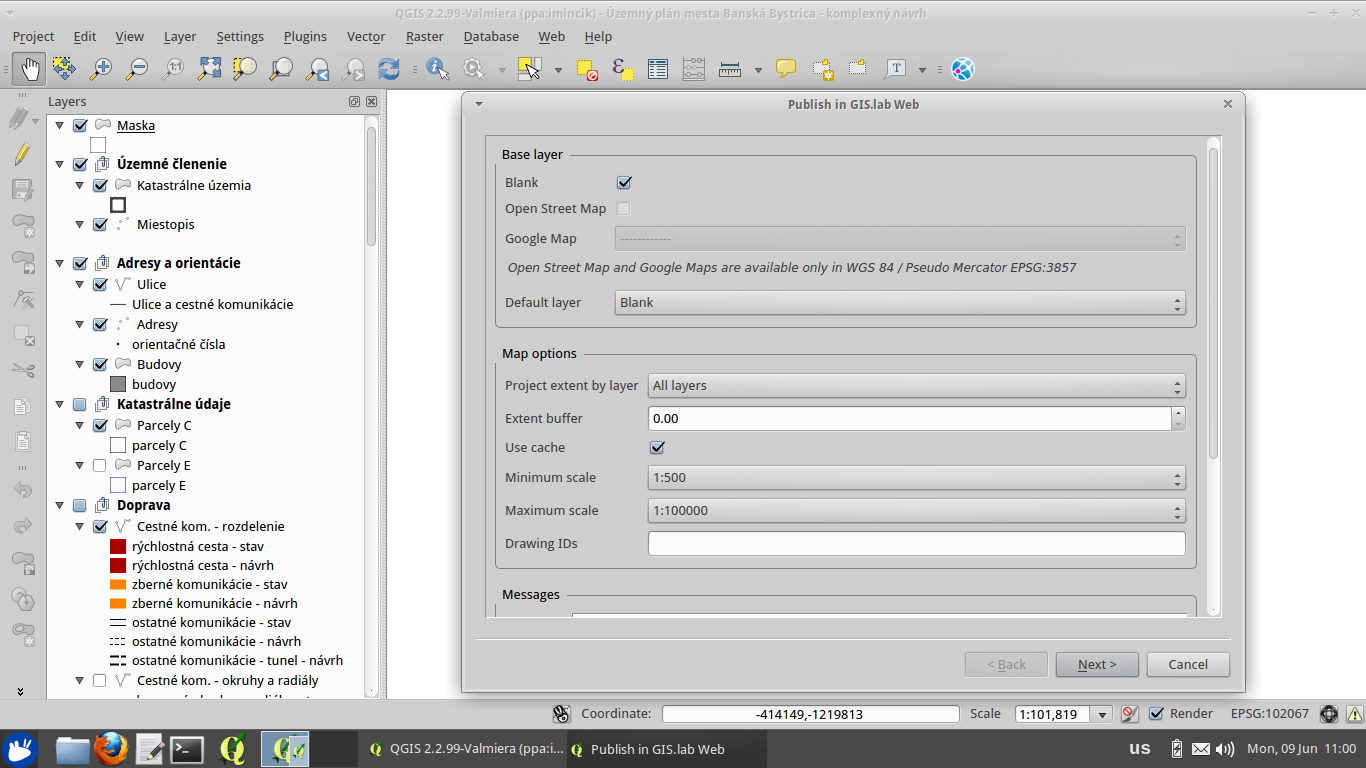 QGIS 2.2.99-Valmiera (ppa:imincik) - Územný plán mesta Banská Bystrica - komplexný návrh
Project Edit View Layer Settings Plugins Vector Raster Database Web Help
Layers
Maska
Územné členenie
Katastrálne územia
Miestopis
Adresy a orientácie
Ulice
Ulice a cestné komunikácie
Adresy
orientačné čísla
Budovy
budovy
Katastrálne údaje
Parcely C
parcely C
Parcely E
parcely E
Doprava
Cestné kom. - rozdelenie
rýchlostná cesta - stav
rýchlostná cesta - návrh
zberné komunikácie - stav
zberné komunikácie - návrh
ostatné komunikácie - stav
ostatné komunikácie - návrh
ostatné komunikácie - tunel - návrh
Cestné kom. - okruhy a radiály
Publish in GIS.lab Web
Base layer
Blank
Open Street Map
Google Map ------------
Open Street Map and Google Maps are available only in WGS 84 / Pseudo Mercator EPSG:3857
Default layer Blank
Map options
Project extent by layer All layers
Extent buffer 0.00
Use cache
Minimum scale 1:500
Maximum scale 1:100000
Drawing IDs
Messages
< Back Next > Cancel
Coordinate: -414149,-1219813 Scale 1:101,819 Render EPSG:102067
QGIS 2.2.99-Valmiera (ppa:i... Publish in GIS.lab Web us Mon, 09 Jun 11:00